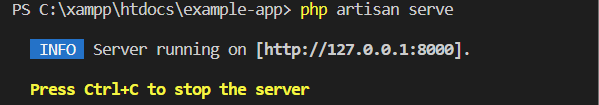 PS C:\xampp\htdocs\example-app> php artisan serve
INFO Server running on [http://127.0.0.1:8000].
Press Ctrl+C to stop the server